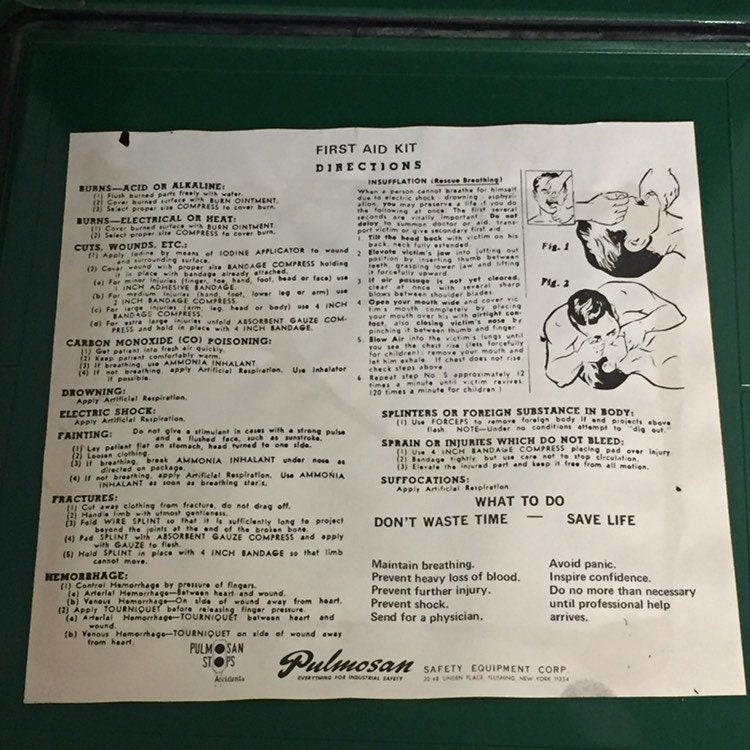 FIRST AID KIT
DIRECTIONS
BURNS—ACID OR ALKALINE:
(1) Flush burned parts freely with water.
(2) Cover burned surface with BURN OINTMENT.
(3) Select proper size COMPRESS to cover burn.
BURNS—ELECTRICAL OR HEAT:
(1) Cover burned surface with BURN OINTMENT.
(2) Select proper size COMPRESS to cover burn.
CUTS, WOUNDS, ETC.:
(1) Apply Iodine by means of IODINE APPLICATOR to wound
and surrounding surface.
(2) Cover wound with proper size BANDAGE COMPRESS holding
it in place with bandage already attached.
(a) For minor injuries (finger, toe, hand, foot, head or face) use
1 INCH ADHESIVE BANDAGE.
(b) For medium injuries (hand, foot, lower leg or arm) use
2 INCH BANDAGE COMPRESS.
(c) For large injuries (arm, leg, head or body) use 4 INCH
BANDAGE COMPRESS.
(d) For extra large injuries unfold ABSORBENT GAUZE COM-
PRESS and hold in place with 4 INCH BANDAGE.
CARBON MONOXIDE (CO) POISONING:
(1) Get patient into fresh air quickly.
(2) Keep patient comfortably warm.
(3) If breathing use AMMONIA INHALANT
(4) If not breathing, apply Artificial Respiration. Use Inhalator
if possible.
DROWNING:
Apply Artificial Respiration.
ELECTRIC SHOCK:
Apply Artificial Respiration.
FAINTING: Do not give a stimulant in cases with a strong pulse
and a flushed face, such as sunstroke.
(1) Lay patient flat on stomach, head turned to one side.
(2) Loosen clothing.
(3) If breathing, break AMMONIA INHALANT under nose as
directed on package.
(4) If not breathing, apply Artificial Respiration. Use AMMONIA
INHALANT as soon as breathing starts.
FRACTURES:
(1) Cut away clothing from fracture, do not drag off.
(2) Handle limb with utmost gentleness.
(3) Fold WIRE SPLINT so that it is sufficiently long to project
beyond the joints at the end of the broken bone.
(4) Pad SPLINT with ABSORBENT GAUZE COMPRESS and apply
with GAUZE to flesh.
(5) Hold SPLINT in place with 4 INCH BANDAGE so that limb
cannot move.
HEMORRHAGE:
(1) Control Hemorrhage by pressure of fingers.
(a) Arterial Hemorrhage—Between heart and wound.
(b) Venous Hemorrhage—On side of wound away from heart.
(2) Apply TOURNIQUET before releasing finger pressure.
(a) Arterial Hemorrhage—TOURNIQUET between heart and
wound.
(b) Venous Hemorrhage—TOURNIQUET on side of wound away
from heart.
INSUFFLATION (Rescue Breathing)
When a person cannot breathe for himself
due to electric shock - drowning - asphyxi-
ation, you may preserve a life if you do
the following at once. The first several
seconds are vitally important. Do not
delay to summon doctor or aid, trans-
port victim or give secondary first aid.
1 Tilt the head back with victim on his
back, neck fully extended.
2 Elevate victim's jaw into jutting out
position by inserting thumb between
teeth grasping lower jaw and lifting
it forcefully upward.
3 If air passage is not yet cleared,
clear at once with several sharp
blows between shoulder blades
4. Open your mouth wide and cover vic-
tim's mouth completely by placing
your mouth over his with airtight con-
tact, also closing victim's nose by
pinching it between thumb and finger.
5 Blow Air into the victim's lungs until
you see the chest rise (less forcefully
for children) remove your mouth and
let him exhale. If chest does not rise
check steps above.
6 Repeat step No. 5 approximately 12
times a minute until victim revives
(20 times a minute for children.)
Fig. 1
Fig. 2
SPLINTERS OR FOREIGN SUBSTANCE IN BODY:
(1) Use FORCEPS to remove foreign body if end projects above
flesh NOTE—Under no conditions attempt to "dig out."
SPRAIN OR INJURIES WHICH DO NOT BLEED:
(1) Use 4 INCH BANDAGE COMPRESS placing pad over injury
(2) Bandage tightly, but use care not to stop circulation.
(3) Elevate the injured part and keep it free from all motion.
SUFFOCATIONS:
Apply Artificial Respiration.
WHAT TO DO
DON'T WASTE TIME — SAVE LIFE
Maintain breathing.
Prevent heavy loss of blood.
Prevent further injury.
Prevent shock.
Send for a physician.
Avoid panic.
Inspire confidence.
Do no more than necessary
until professional help
arrives.
PULMOSAN
STOPS
Accidents
Pulmosan SAFETY EQUIPMENT CORP.
EVERYTHING FOR INDUSTRIAL SAFETY
30-48 LINDEN PLACE, FLUSHING, NEW YORK 11354